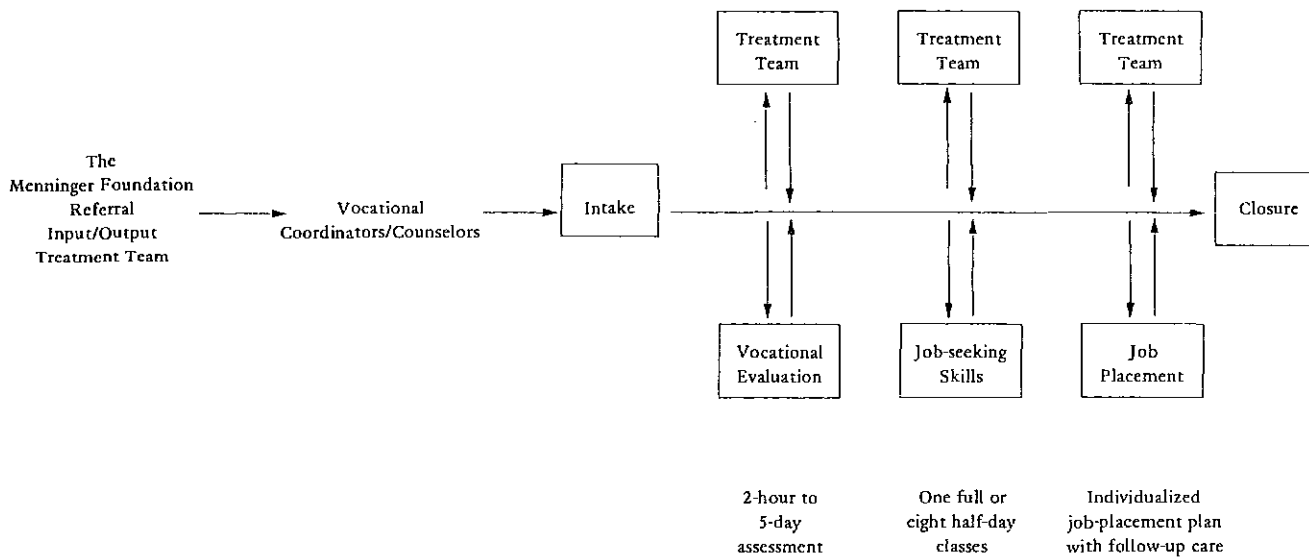 Treatment
Team
Treatment
Team
Treatment
Team
The
Menninger Foundation
Referral
Input/Output
Treatment Team
Vocational
Coordinators/Counselors
Intake
Closure
Vocational
Evaluation
Job-seeking
Skills
Job
Placement
2-hour to
5-day
assessment
One full or
eight half-day
classes
Individualized
job-placement plan
with follow-up care